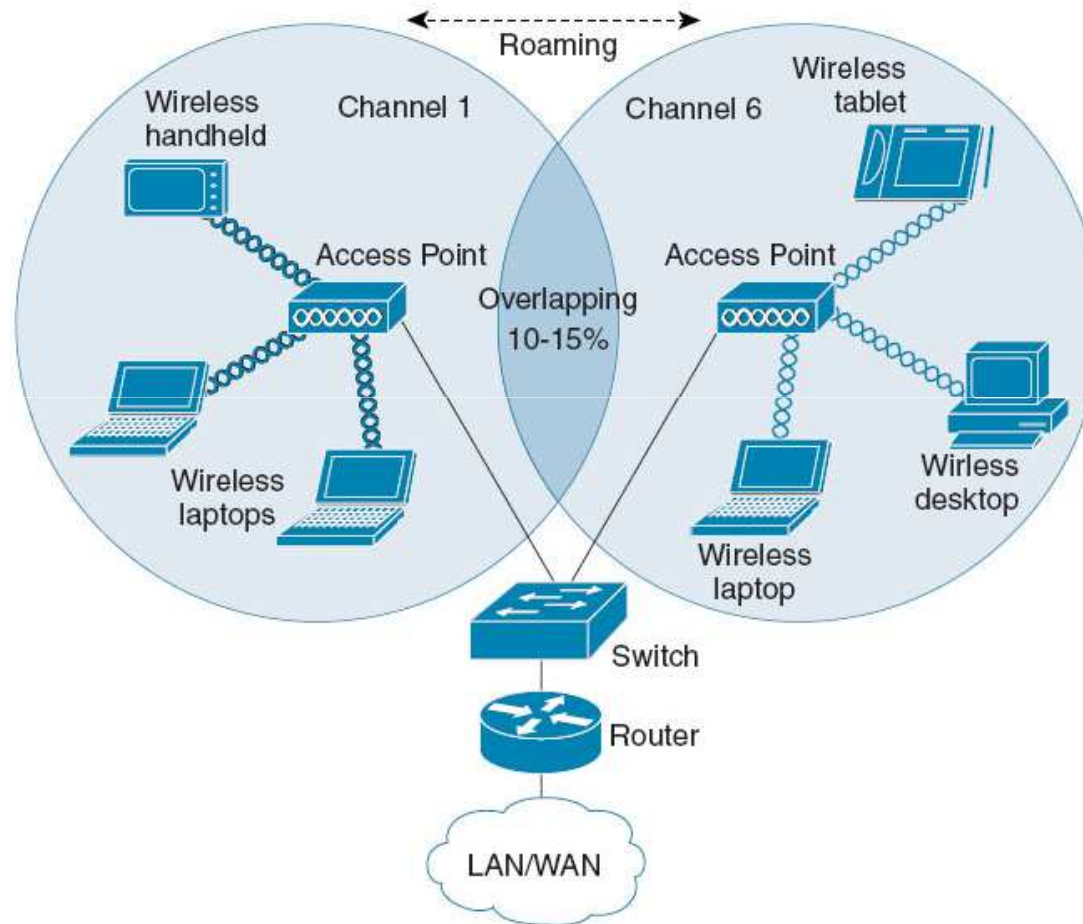 Roaming
Wireless
handheld
Channel 1
Channel 6
Wireless
tablet
Access Point
Access Point
Overlapping
10-15%
Wireless
laptops
Wireless
laptop
Wirless
desktop
Switch
Router
LAN/WAN